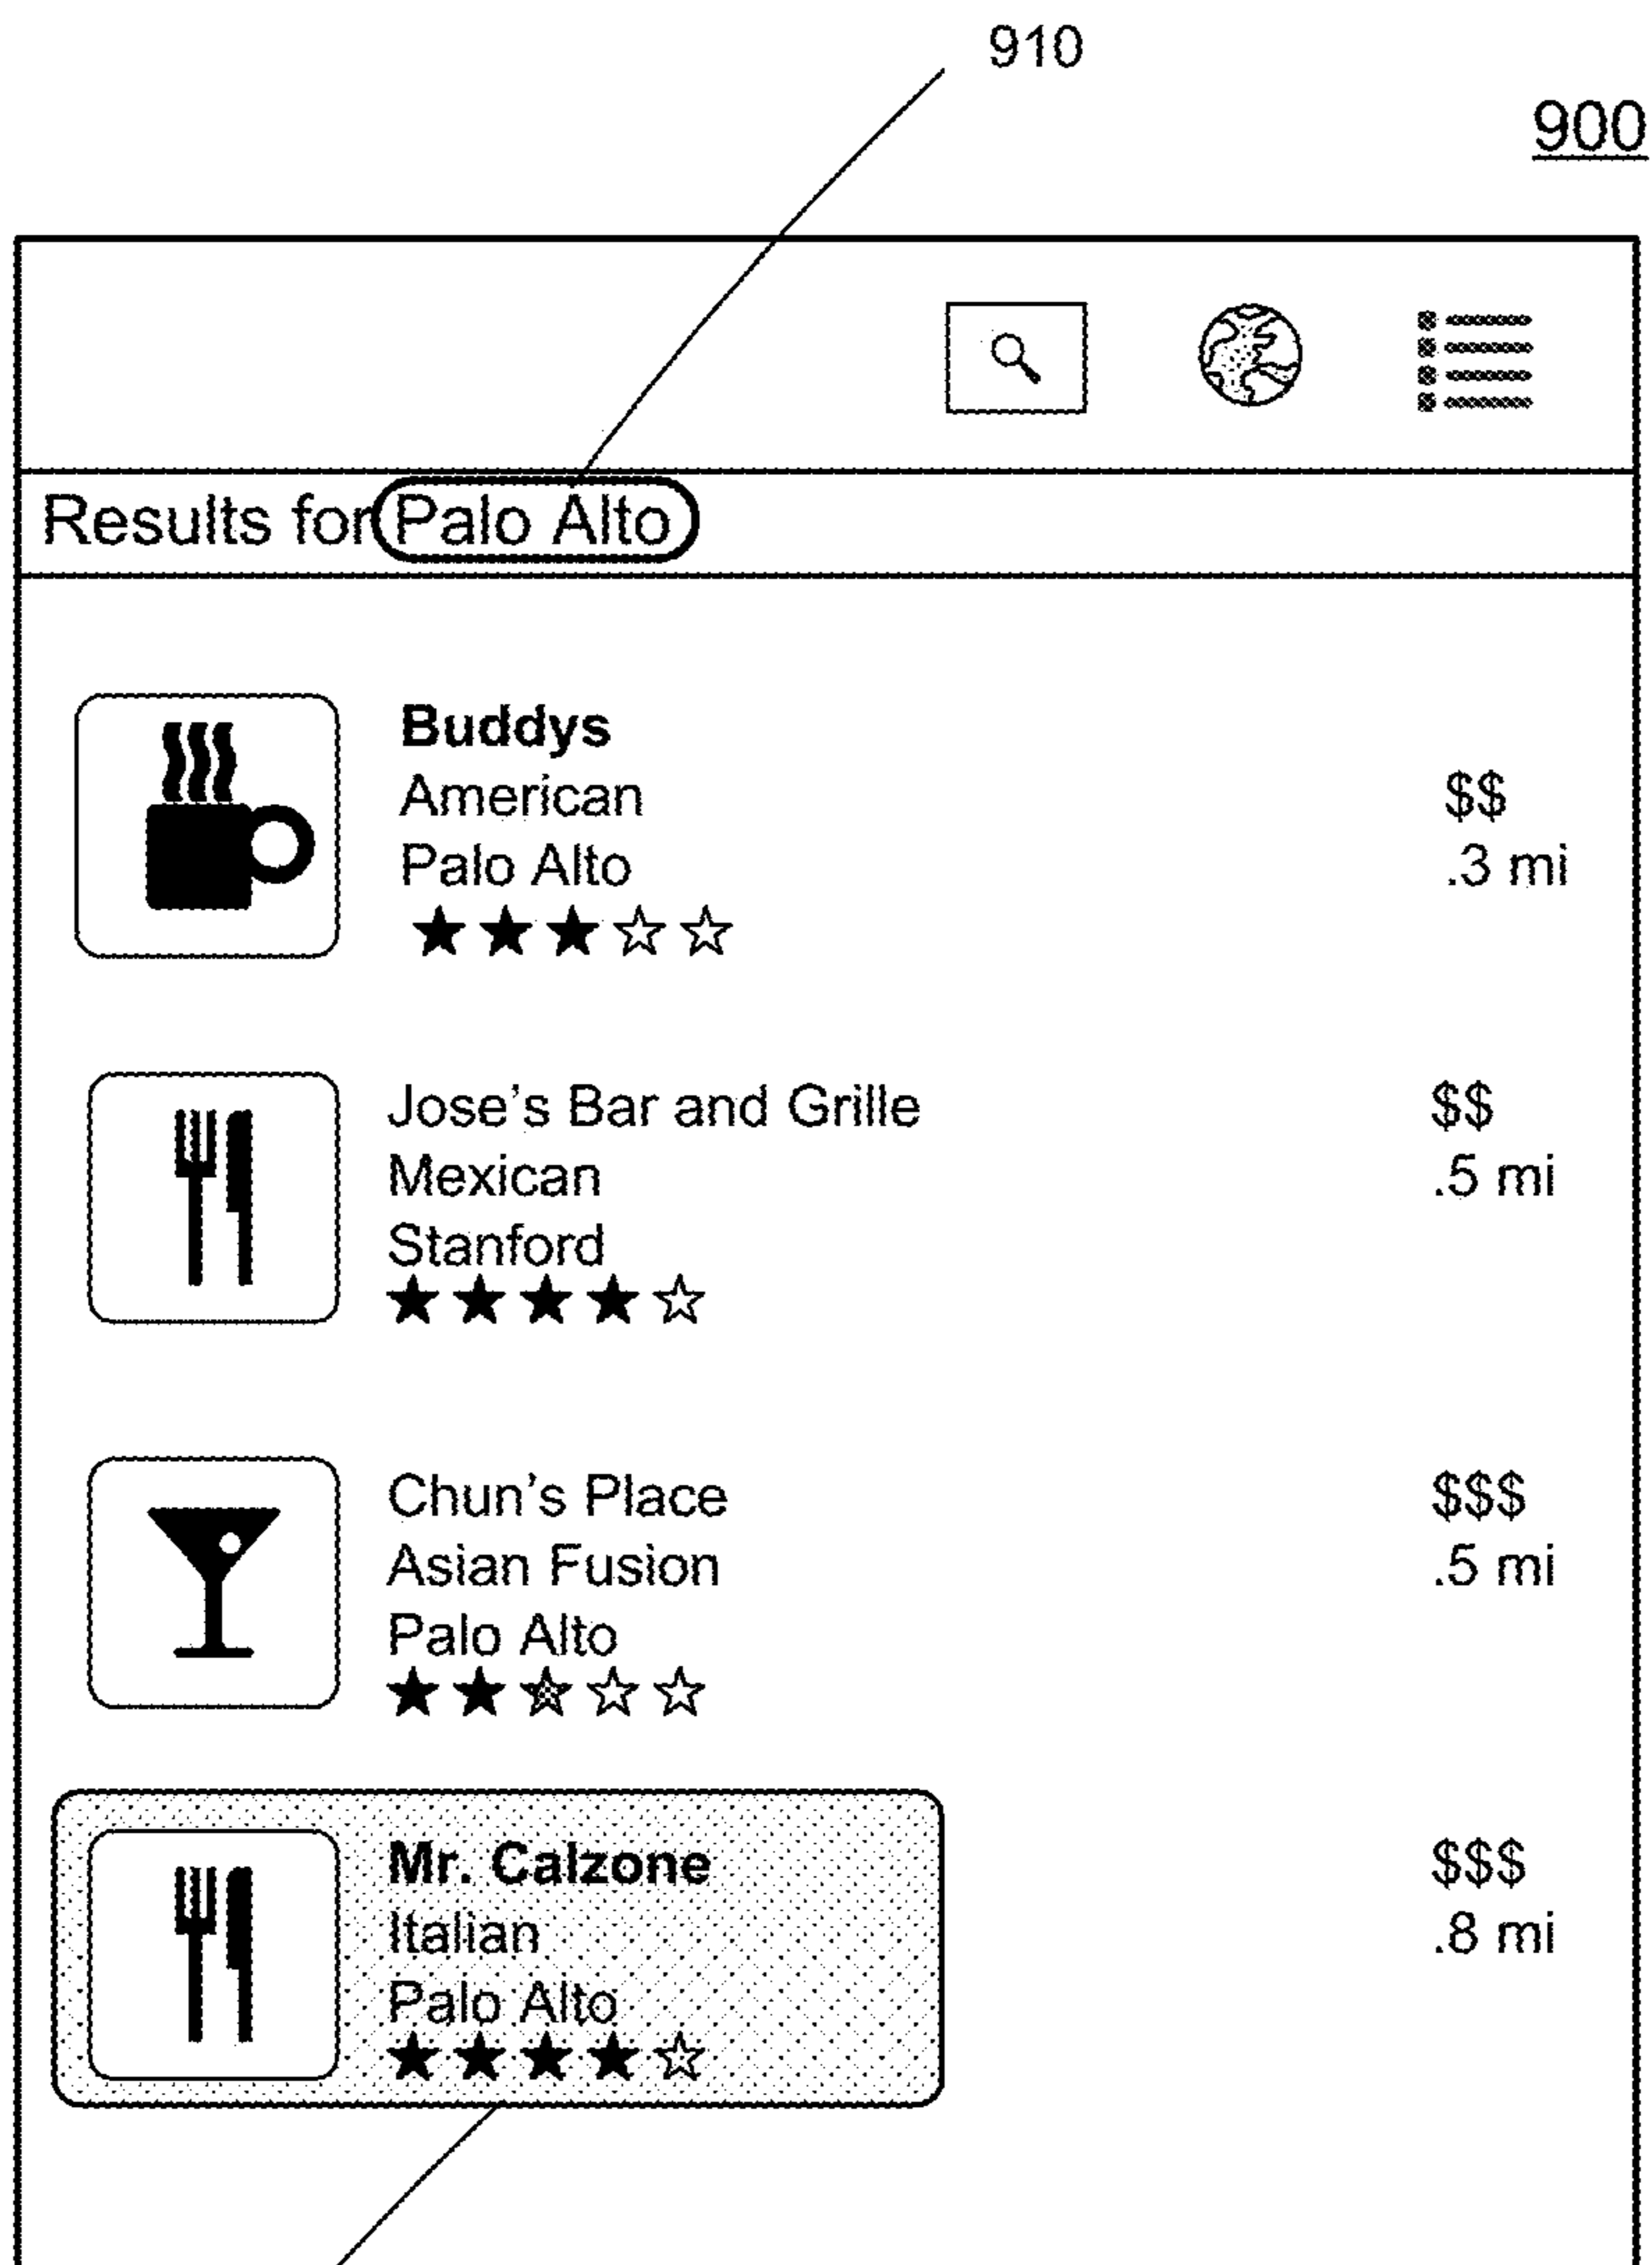 910
900
Results for Palo Alto
Buddys
American
$$
Palo Alto
.3 mi
Jose's Bar and Grille
$$
Mexican
.5 mi
Stanford
Chun's Place
$$$
Asian Fusion
.5 mi
Palo Alto
Mr. Calzone
$$$
Italian
.8 mi
Palo Alto